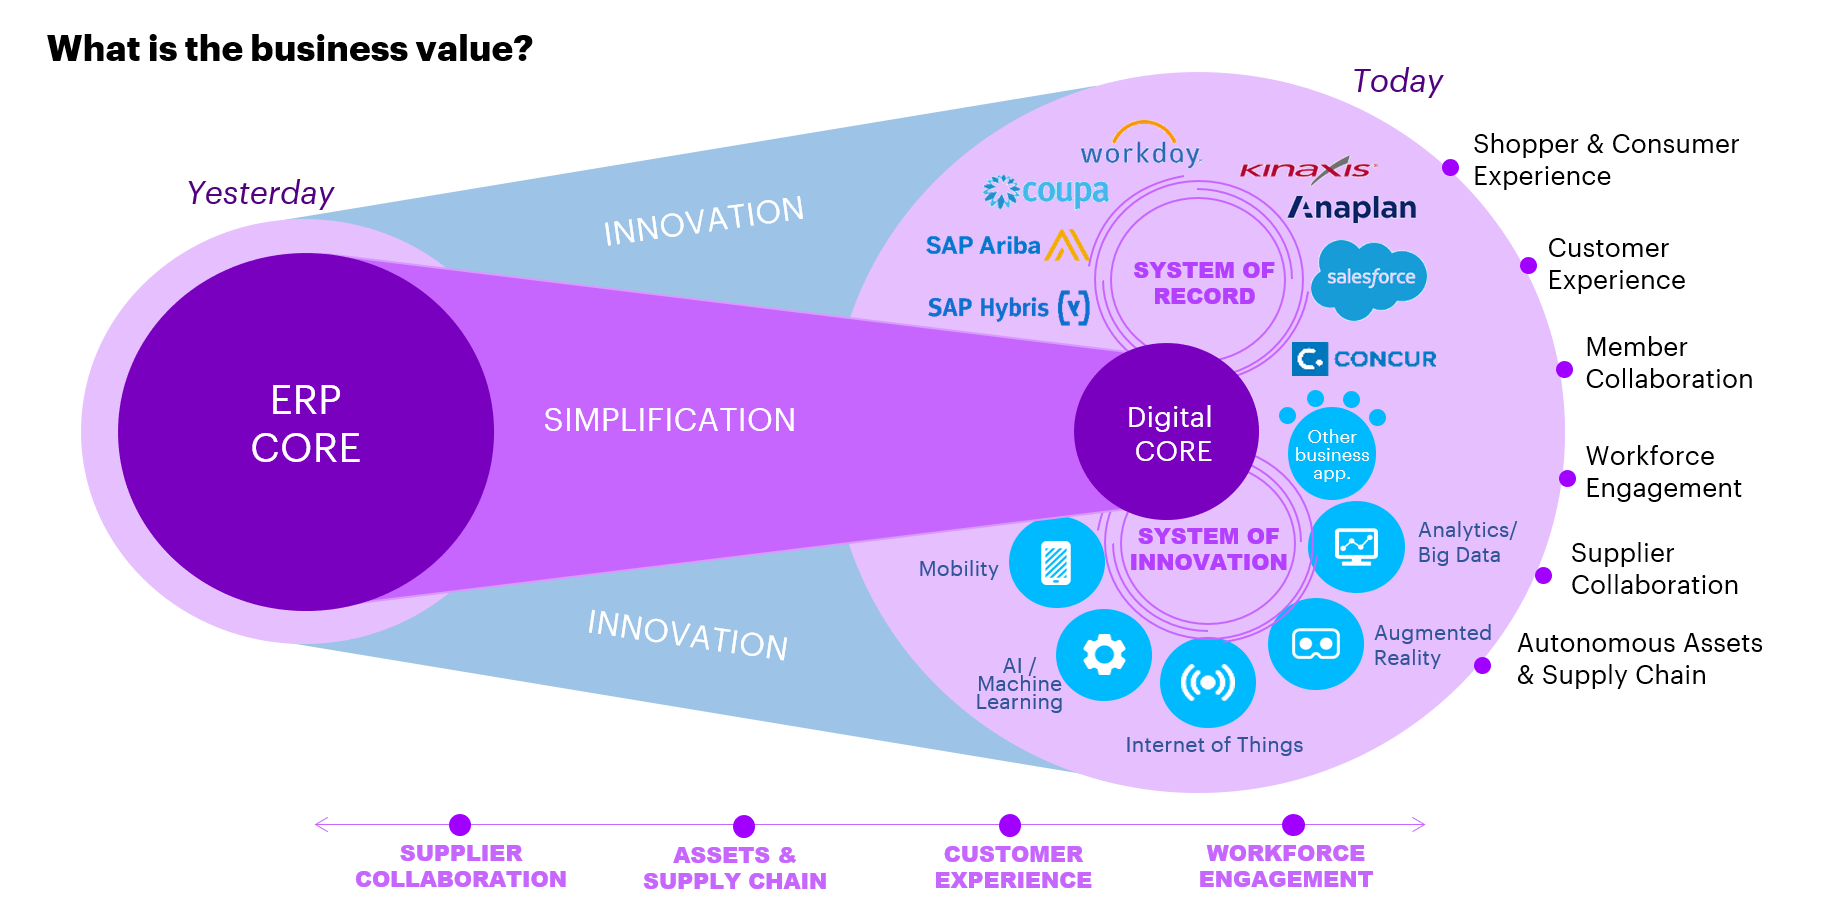 What is the business value?
Yesterday
Today
INNOVATION
ERP
CORE
SIMPLIFICATION
INNOVATION
workday.
coupa
SAP Ariba
SAP Hybris
KINAXIS
Anaplan
salesforce
CONCUR
SYSTEM OF
RECORD
Digital
CORE
Other
business
app.
SYSTEM OF
INNOVATION
Mobility
AI /
Machine
Learning
Internet of Things
Augmented
Reality
Analytics/
Big Data
Shopper & Consumer
Experience
Customer
Experience
Member
Collaboration
Workforce
Engagement
Supplier
Collaboration
Autonomous Assets
& Supply Chain
SUPPLIER
COLLABORATION
ASSETS &
SUPPLY CHAIN
CUSTOMER
EXPERIENCE
WORKFORCE
ENGAGEMENT